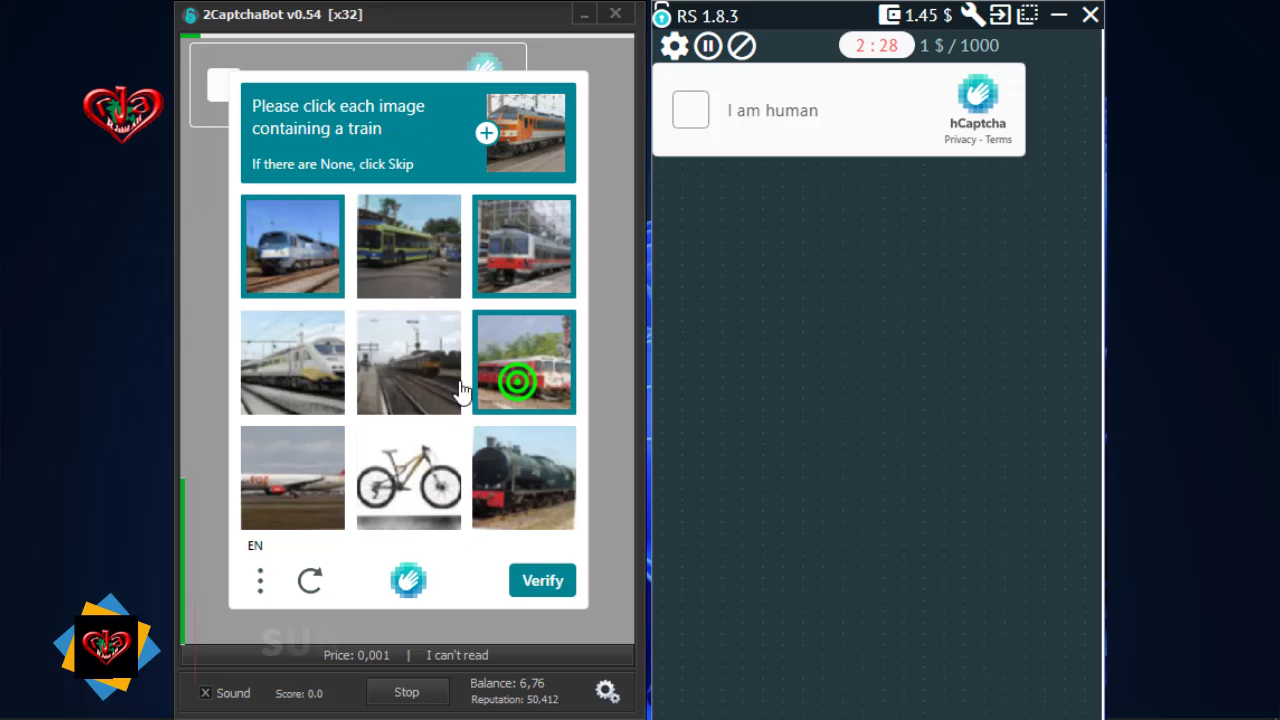 2CaptchaBot v0.54 [x32]
Please click each image
containing a train
If there are None, click Skip
EN
Verify
SU
Price: 0,001 | I can't read
Sound
Score: 0.0
Stop
Balance: 6,76
Reputation: 50,412
RS 1.8.3
1.45 $
2 : 28
1 $ / 1000
I am human
hCaptcha
Privacy - Terms